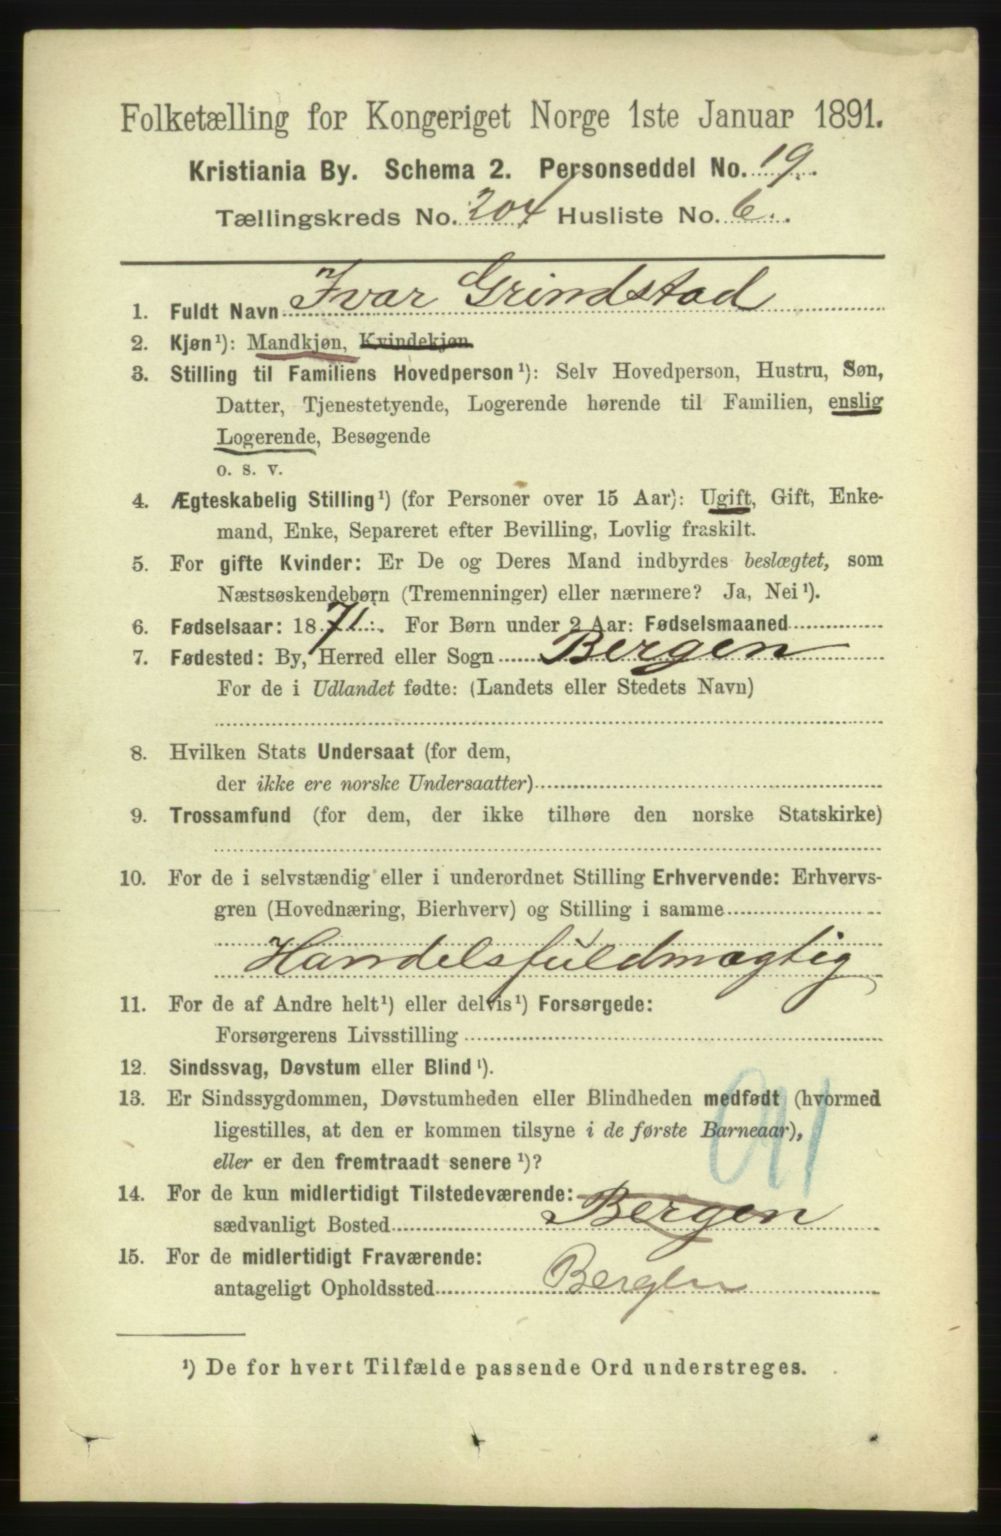 Folketælling for Kongeriget Norge 1ste Januar 1891.
Kristiania By. Schema 2. Personseddel No. 19.
Tællingskreds No. 204 Husliste No. 6.
1. Fuldt Navn Ivar Grindstad
2. Kjøn¹): Mandkjøn, Kvindekjøn.
3. Stilling til Familiens Hovedperson¹): Selv Hovedperson, Hustru, Søn,
Datter, Tjenestetyende, Logerende hørende til Familien, enslig
Logerende, Besøgende
o. s. v.
4. Ægteskabelig Stilling¹) (for Personer over 15 Aar): Ugift, Gift, Enke-
mand, Enke, Separeret efter Bevilling, Lovlig fraskilt.
5. For gifte Kvinder: Er De og Deres Mand indbyrdes beslægtet, som
Næstsøskendebørn (Tremenninger) eller nærmere? Ja, Nei¹).
6. Fødselsaar: 1871. For Børn under 2 Aar: Fødselsmaaned
7. Fødested: By, Herred eller Sogn Bergen
For de i Udlandet fødte: (Landets eller Stedets Navn)
8. Hvilken Stats Undersaat (for dem,
der ikke ere norske Undersaatter)
9. Trossamfund (for dem, der ikke tilhøre den norske Statskirke)
10. For de i selvstændig eller i underordnet Stilling Erhvervende: Erhvervs-
gren (Hovednæring, Bierhverv) og Stilling i samme
Handelsfuldmægtig
11. For de af Andre helt¹) eller delvis¹) Forsørgede:
Forsørgerens Livsstilling
12. Sindssvag, Døvstum eller Blind¹).
13. Er Sindssygdommen, Døvstumheden eller Blindheden medfødt (hvormed
ligestilles, at den er kommen tilsyne i de første Barneaar),
eller er den fremtraadt senere¹)?
14. For de kun midlertidigt Tilstedeværende:
sædvanligt Bosted Bergen
15. For de midlertidigt Fraværende:
antageligt Opholdssted Bergen
¹) De for hvert Tilfælde passende Ord understreges.